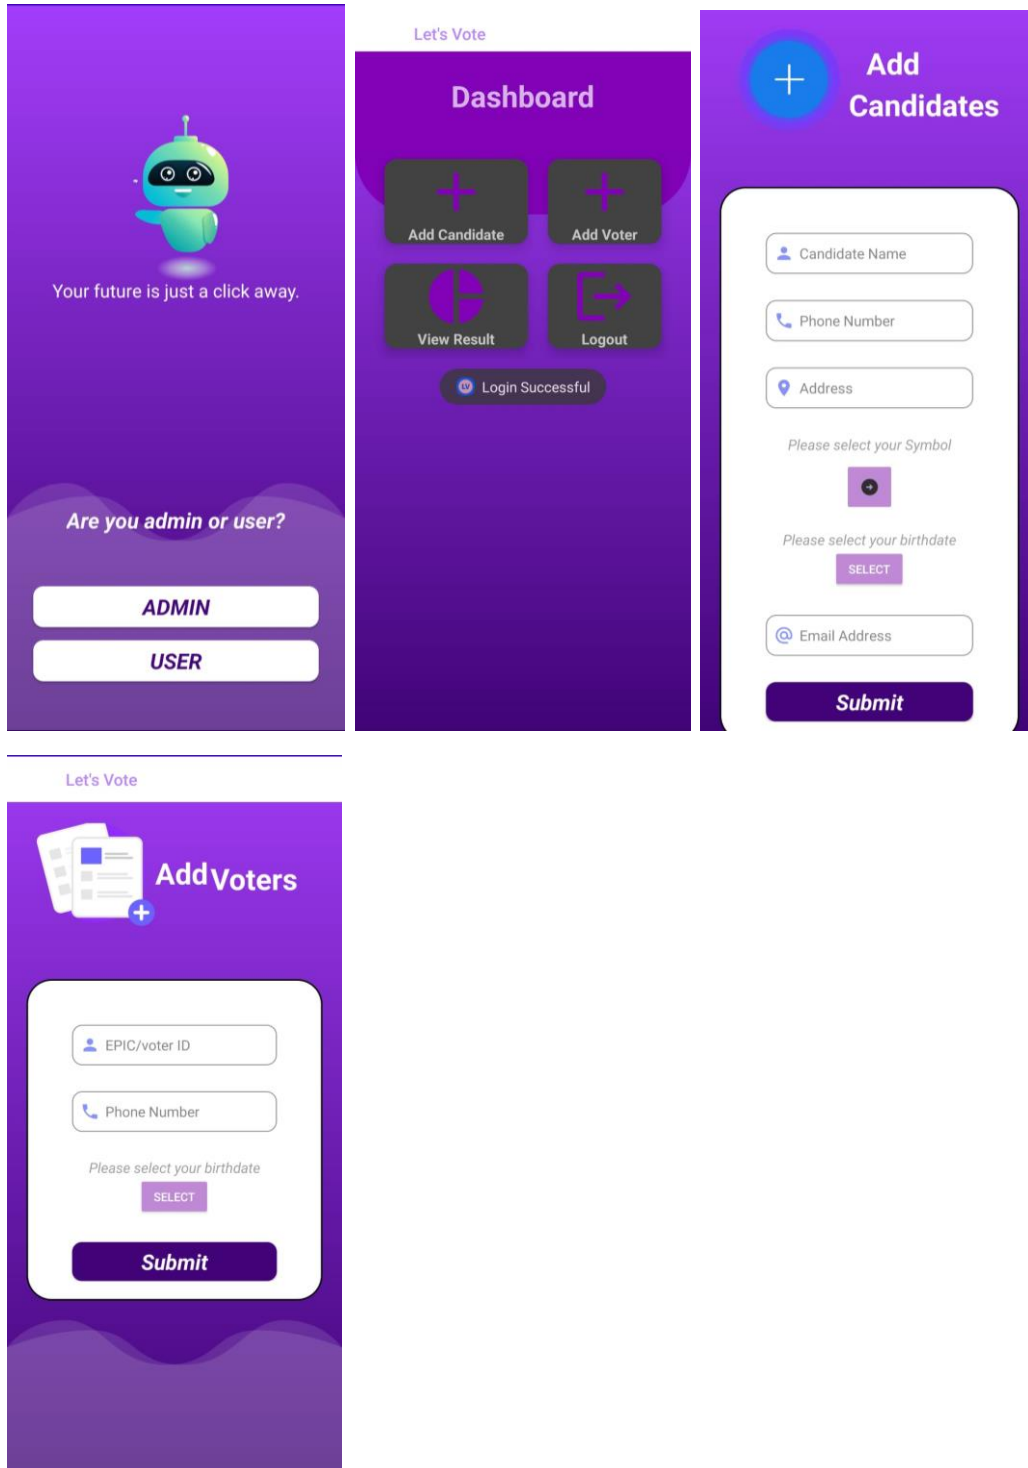 Your future is just a click away.
Are you admin or user?
ADMIN
USER
Let's Vote
Dashboard
Add Candidate
Add Voter
View Result
Logout
LV Login Successful
Add
Candidates
Candidate Name
Phone Number
Address
Please select your Symbol
Please select your birthdate
SELECT
Email Address
Submit
Let's Vote
Add Voters
EPIC/voter ID
Phone Number
Please select your birthdate
SELECT
Submit